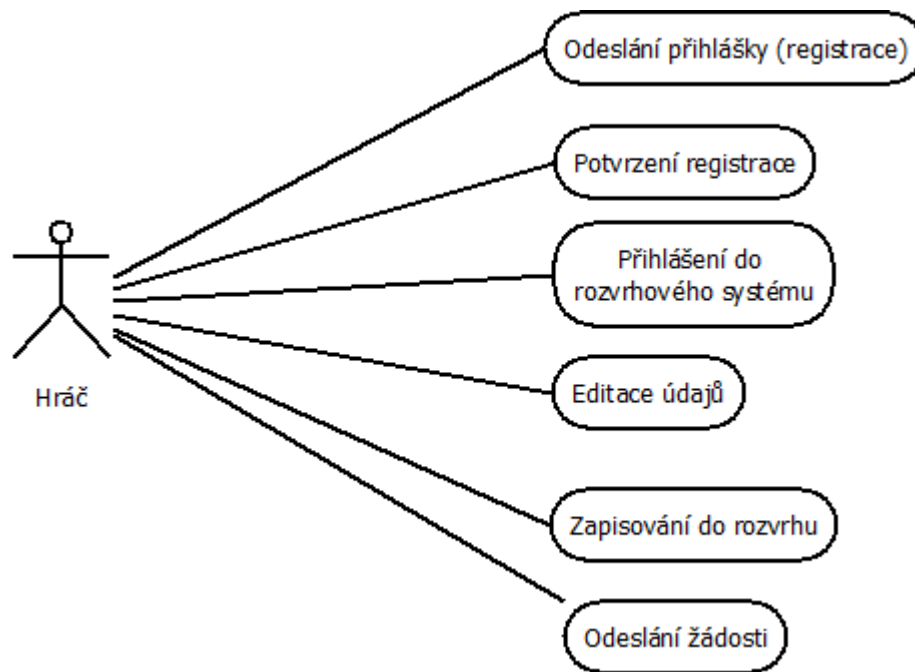 Odeslání přihlášky (registrace)
Potvrzení registrace
Přihlášení do
rozvrhového systému
Hráč
Editace údajů
Zapisování do rozvrhu
Odeslání žádosti